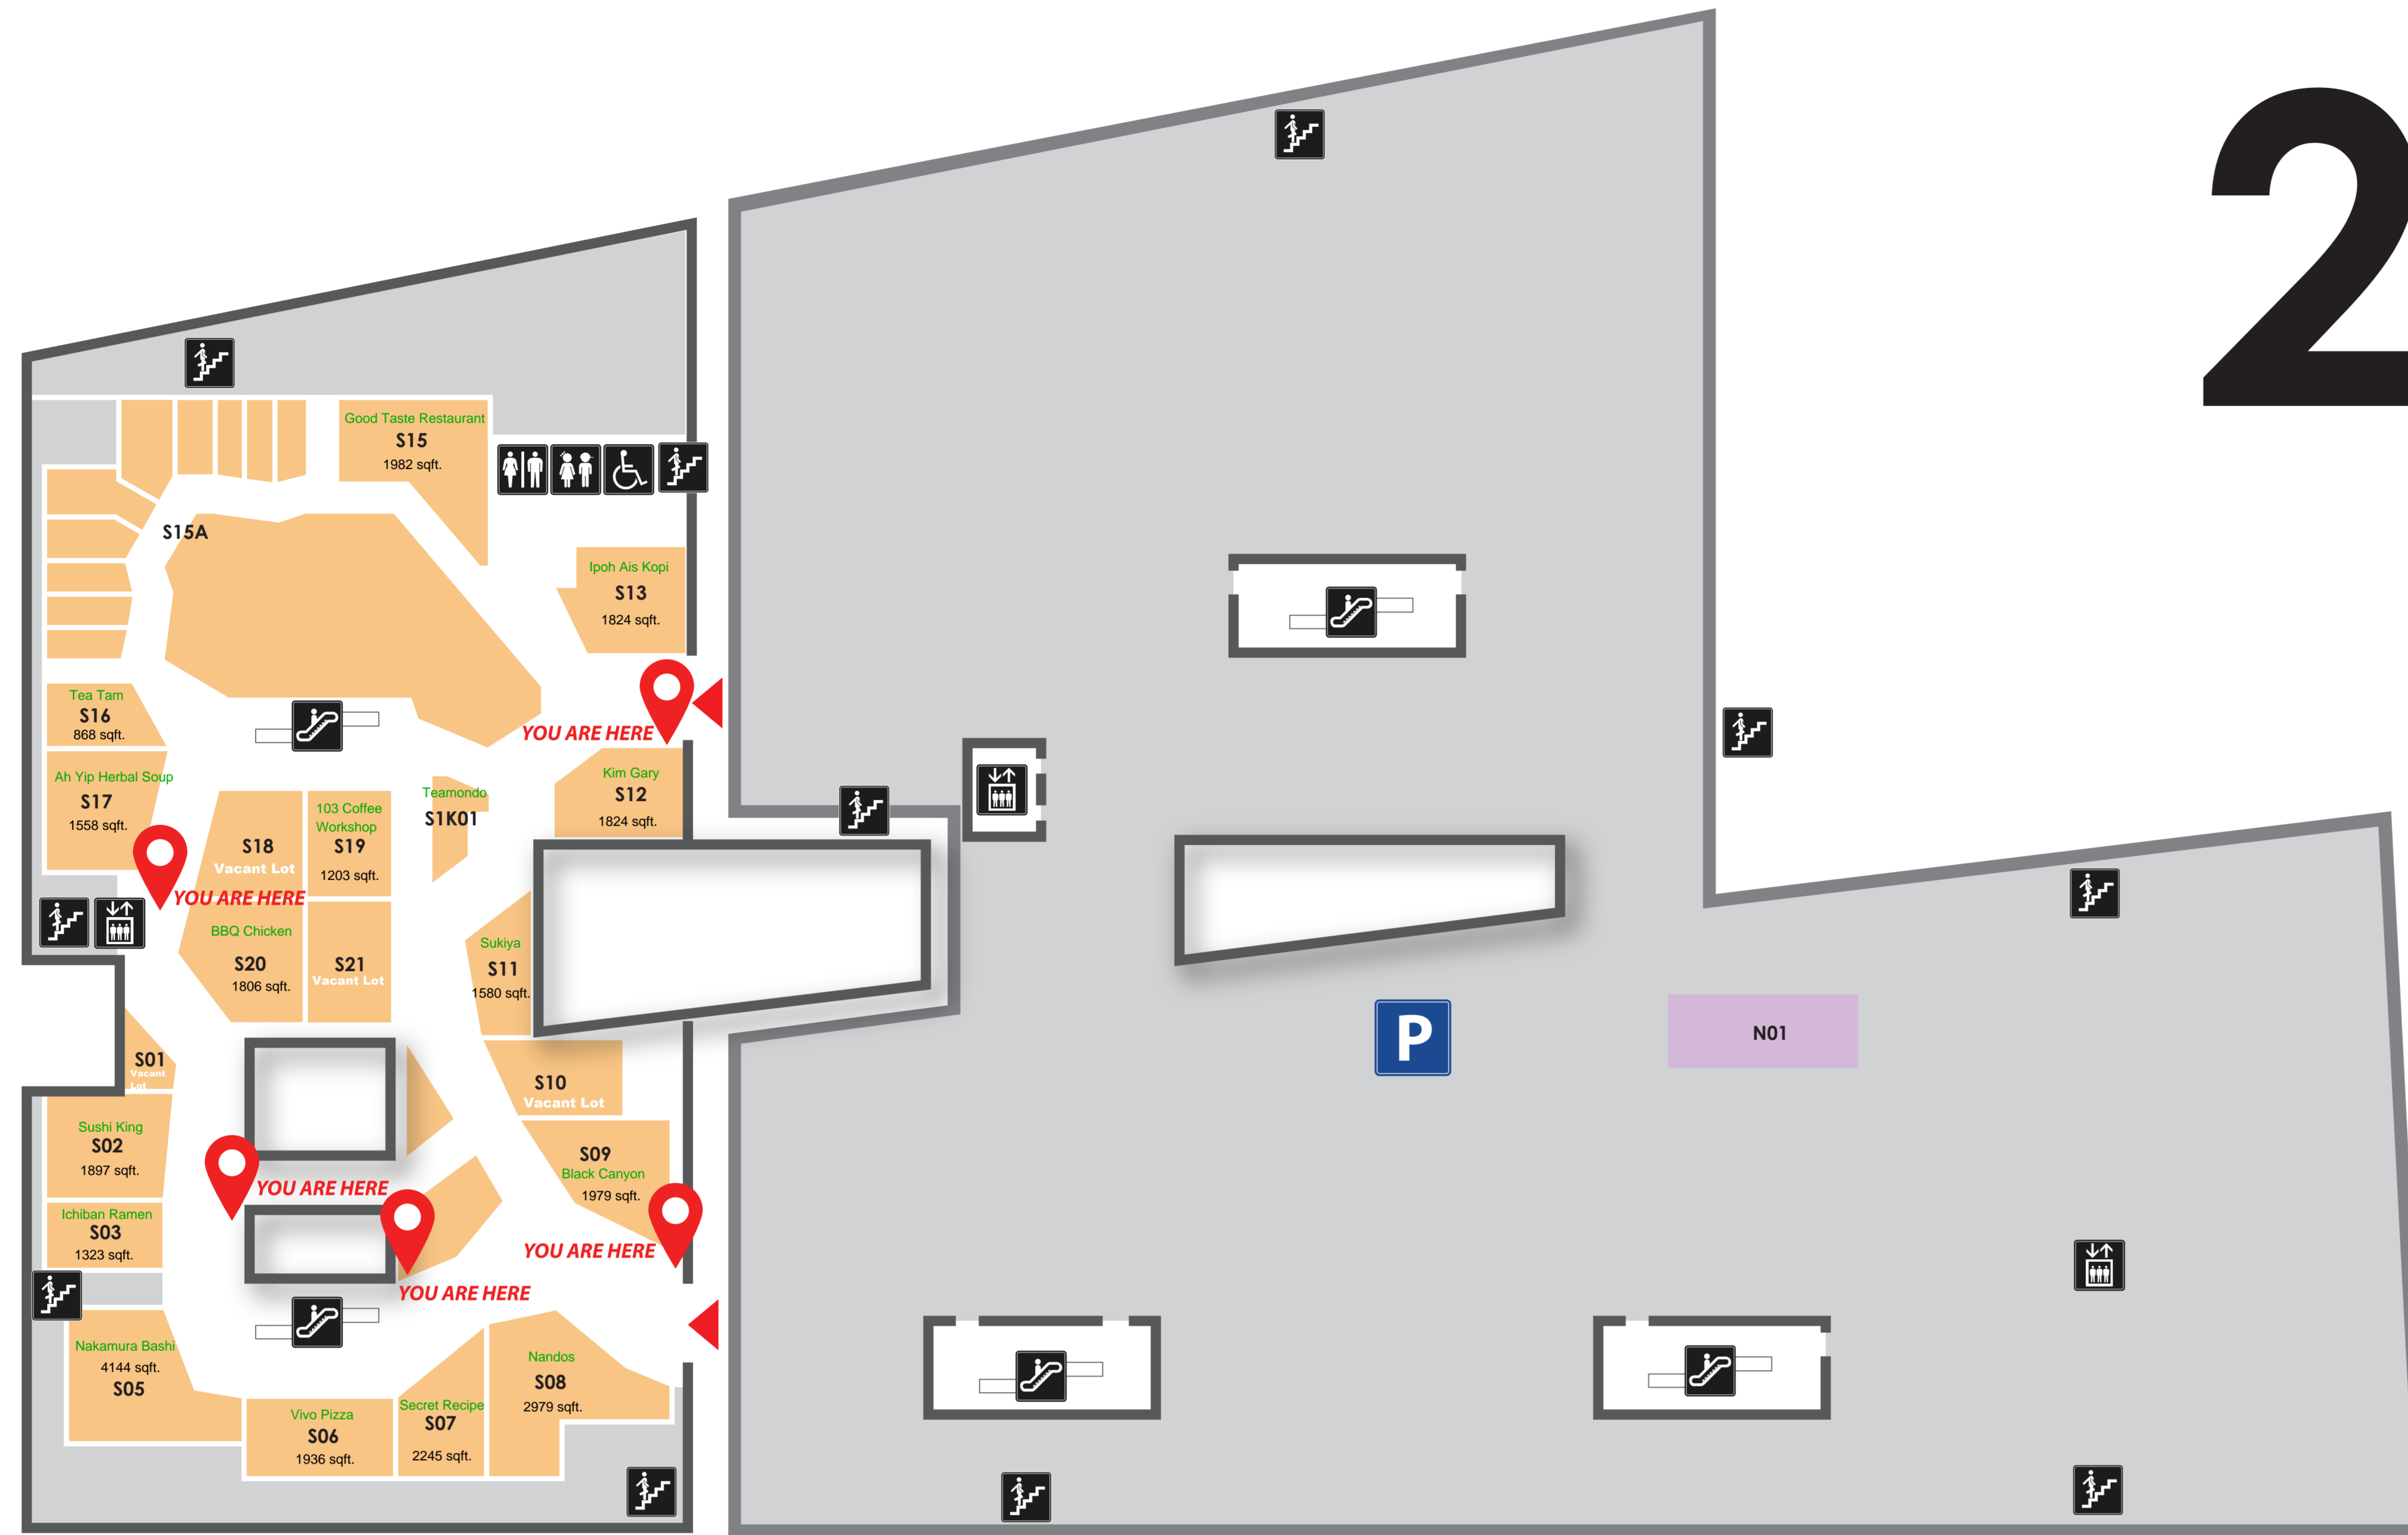 2
Good Taste Restaurant
S15
1982 sqft.
S15A
Ipoh Ais Kopi
S13
1824 sqft.
YOU ARE HERE
Tea Tam
S16
868 sqft.
Ah Yip Herbal Soup
S17
1558 sqft.
YOU ARE HERE
S18
Vacant Lot
103 Coffee
Workshop
S19
1203 sqft.
Teamondo
S1K01
Kim Gary
S12
1824 sqft.
BBQ Chicken
S20
1806 sqft.
S21
Vacant Lot
Sukiya
S11
1580 sqft.
P
N01
S01
Vacant
Lot
S10
Vacant Lot
Sushi King
S02
1897 sqft.
S09
Black Canyon
1979 sqft.
YOU ARE HERE
Ichiban Ramen
S03
1323 sqft.
YOU ARE HERE
YOU ARE HERE
Nakamura Bashi
4144 sqft.
S05
Vivo Pizza
S06
1936 sqft.
Secret Recipe
S07
2245 sqft.
Nandos
S08
2979 sqft.